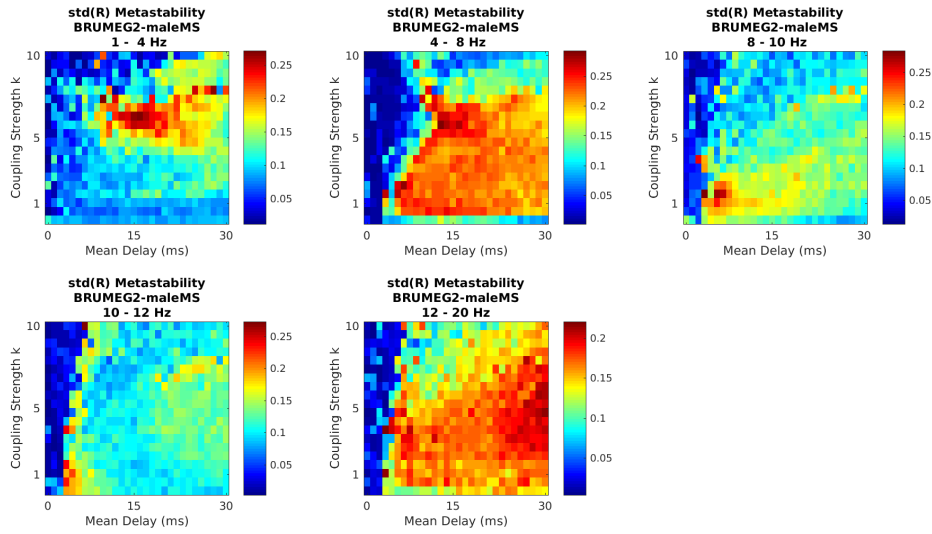 std(R) Metastability
BRUMEG2-maleMS
1 - 4 Hz
Coupling Strength k
10
5
1
0
15
30
Mean Delay (ms)
0.25
0.2
0.15
0.1
0.05
std(R) Metastability
BRUMEG2-maleMS
4 - 8 Hz
Coupling Strength k
10
5
1
0
15
30
Mean Delay (ms)
0.25
0.2
0.15
0.1
0.05
std(R) Metastability
BRUMEG2-maleMS
8 - 10 Hz
Coupling Strength k
10
5
1
0
15
30
Mean Delay (ms)
0.25
0.2
0.15
0.1
0.05
std(R) Metastability
BRUMEG2-maleMS
10 - 12 Hz
Coupling Strength k
10
5
1
0
15
30
Mean Delay (ms)
0.25
0.2
0.15
0.1
0.05
std(R) Metastability
BRUMEG2-maleMS
12 - 20 Hz
Coupling Strength k
10
5
1
0
15
30
Mean Delay (ms)
0.2
0.15
0.1
0.05